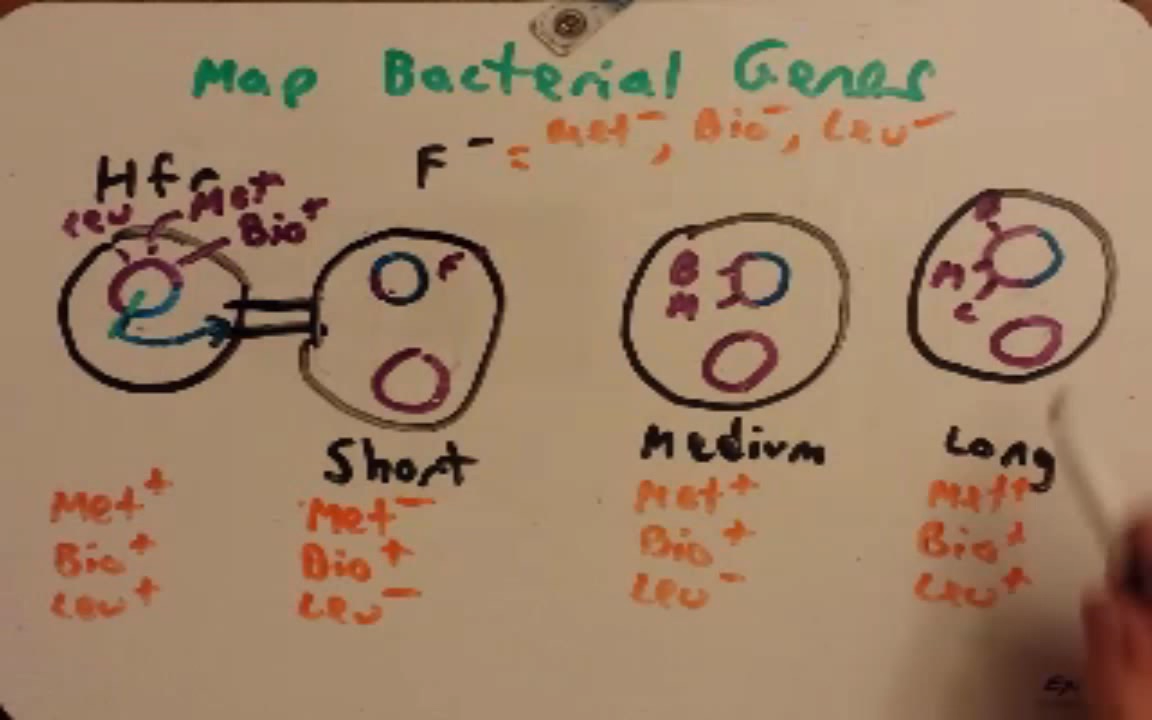 Map Bacterial Genes
F- = Met-, Bio-, Leu-
Hfr
Leu Met+ Bio+
F
B
M
B
M
L
Short Medium Long
Met+ Met- Met+ Met+
Bio+ Bio+ Bio+ Bio+
Leu+ Leu- Leu- Leu+
Ex